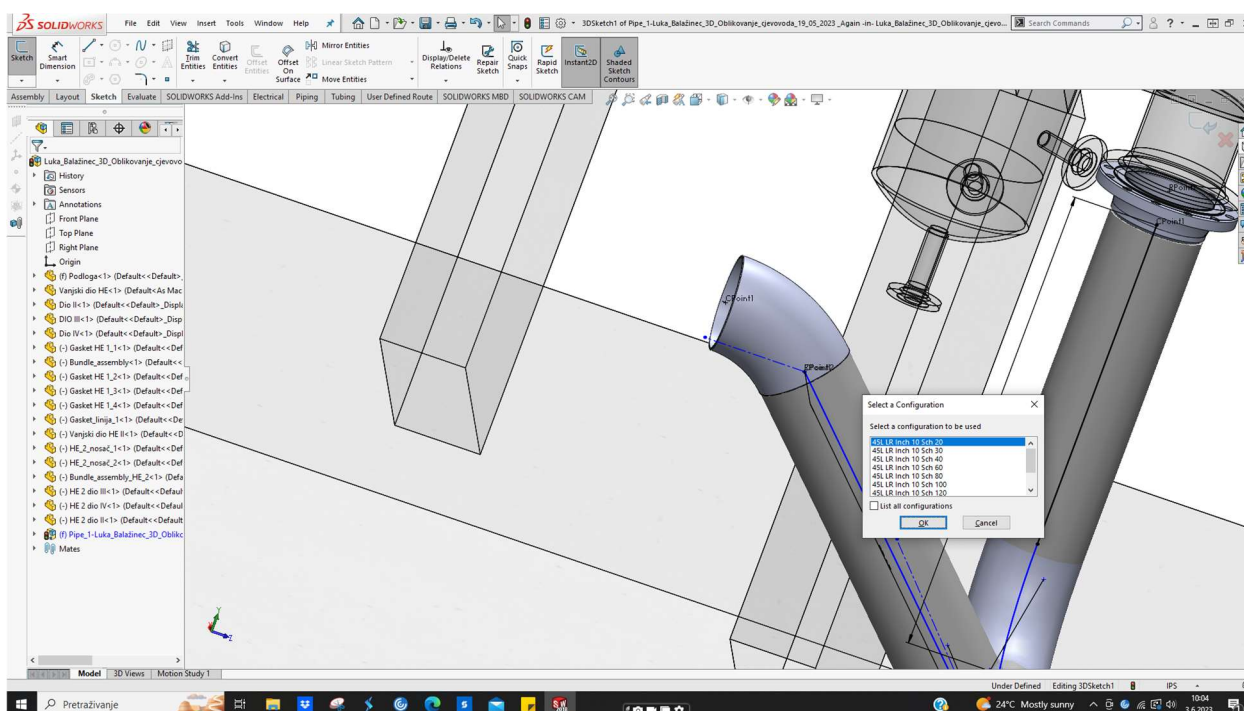 SOLIDWORKS File Edit View Insert Tools Window Help 3DSketch1 of Pipe_1-Luka_Balažinec_3D_Oblikovanje_cjevovoda_19_05_2023_Again -in- Luka_Balažinec_3D_Oblikovanje_cjevo... Search Commands
Sketch Smart Dimension Trim Entities Convert Entities Offset Entities Offset On Surface Mirror Entities Linear Sketch Pattern Move Entities Display/Delete Relations Repair Sketch Quick Snaps Rapid Sketch Instant2D Shaded Sketch Contours
Assembly Layout Sketch Evaluate SOLIDWORKS Add-Ins Electrical Piping Tubing User Defined Route SOLIDWORKS MBD SOLIDWORKS CAM
Luka_Balažinec_3D_Oblikovanje_cjevovo
History
Sensors
Annotations
Front Plane
Top Plane
Right Plane
Origin
(f) Podloga<1> (Default<<Default>_
Vanjski dio HE<1> (Default<As Mac
Dio II<1> (Default<<Default>_Displa
DIO III<1> (Default<<Default>_Disp
Dio IV<1> (Default<<Default>_Displ
(-) Gasket HE 1_1<1> (Default<<Def
(-) Bundle_assembly<1> (Default<<
(-) Gasket HE 1_2<1> (Default<<Def
(-) Gasket HE 1_3<1> (Default<<Def
(-) Gasket HE 1_4<1> (Default<<Def
(-) Gasket_linija_1<1> (Default<<De
(-) Vanjski dio HE II<1> (Default<<D
(-) HE_2_nosač_1<1> (Default<<Def
(-) HE_2_nosač_2<1> (Default<<Def
(-) Bundle_assembly_HE_2<1> (Defa
(-) HE 2 dio III<1> (Default<<Defaul
(-) HE 2 dio IV<1> (Default<<Defaul
(-) HE 2 dio II<1> (Default<<Default
(f) Pipe_1-Luka_Balažinec_3D_Oblikc
Mates
RPoint
CPoint1
CPoint1
Select a Configuration
Select a configuration to be used
45L LR Inch 10 Sch 20
45L LR Inch 10 Sch 30
45L LR Inch 10 Sch 40
45L LR Inch 10 Sch 60
45L LR Inch 10 Sch 80
45L LR Inch 10 Sch 100
45L LR Inch 10 Sch 120
List all configurations
OK Cancel
Y
Z
Model 3D Views Motion Study 1
Under Defined Editing 3DSketch1 IPS
Pretraživanje 24°C Mostly sunny 10:04
3.6.2023.